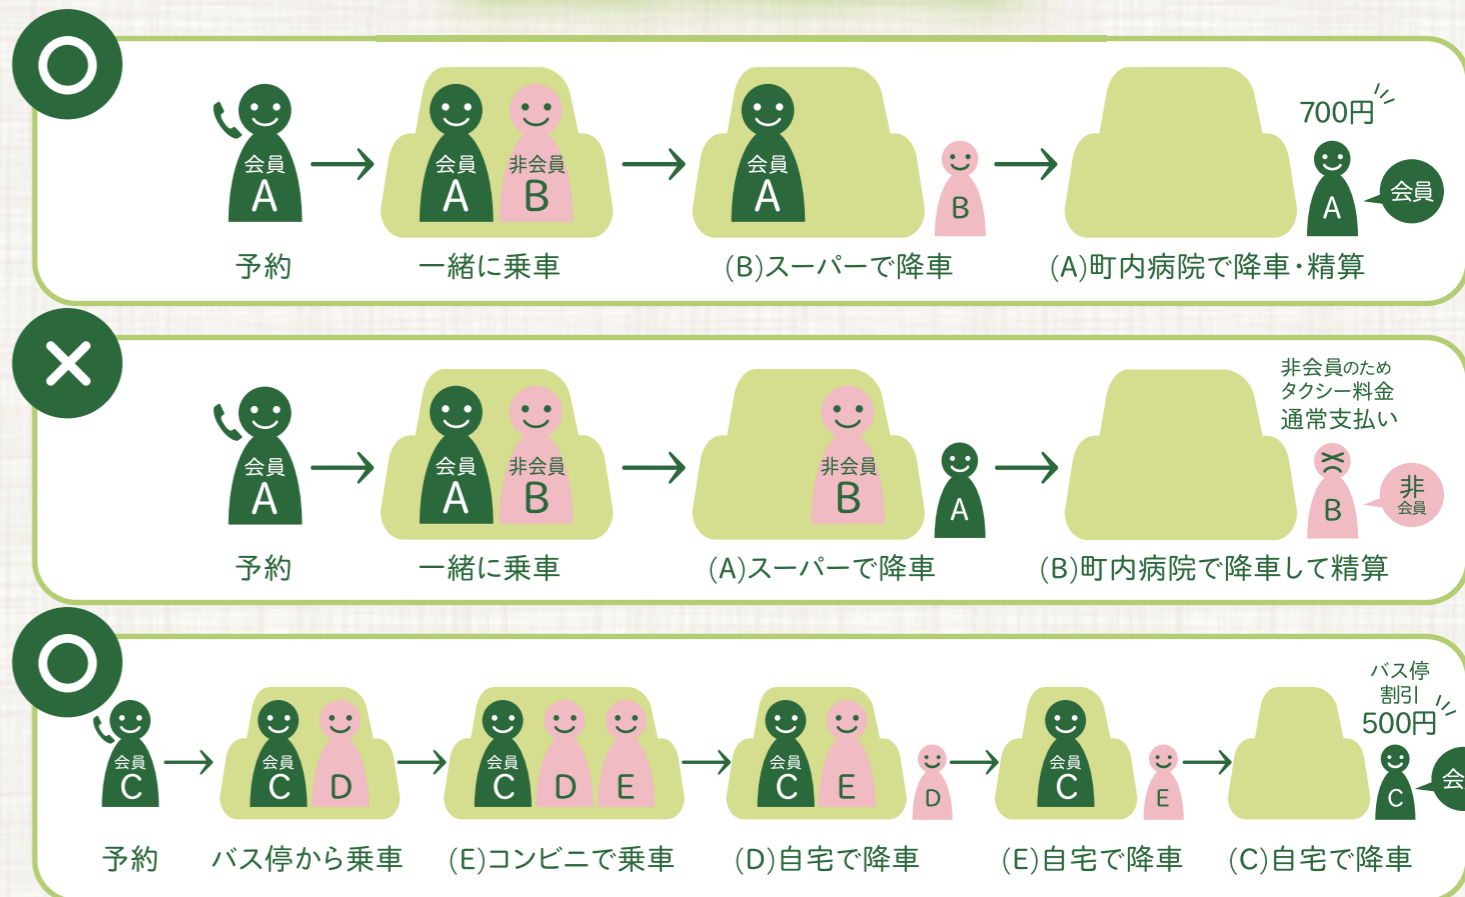 会員
A
会員
A
非会員
B
会員
A
B
700円
A
会員
予約
一緒に乗車
(B)スーパーで降車
(A)町内病院で降車・精算
会員
A
会員
A
非会員
B
非会員
B
A
非会員のため
タクシー料金
通常支払い
B
非
会員
予約
一緒に乗車
(A)スーパーで降車
(B)町内病院で降車して精算
会員
C
会員
C
D
会員
C
D
E
会員
C
E
D
会員
C
E
バス停
割引
500円
C
会
予約
バス停から乗車
(E)コンビニで乗車
(D)自宅で降車
(E)自宅で降車
(C)自宅で降車